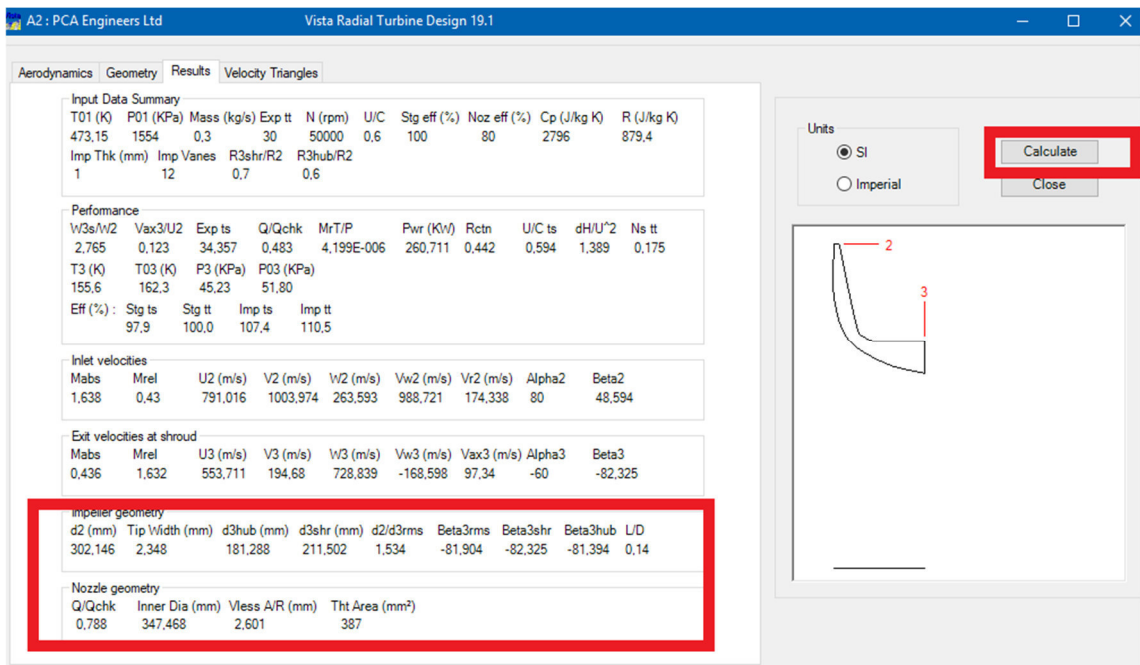 A2 : PCA Engineers Ltd Vista Radial Turbine Design 19.1
Aerodynamics Geometry Results Velocity Triangles
Input Data Summary
T01 (K) P01 (KPa) Mass (kg/s) Exp tt N (rpm) U/C Stg eff (%) Noz eff (%) Cp (J/kg K) R (J/kg K)
473,15 1554 0,3 30 50000 0,6 100 80 2796 879,4
Imp Thk (mm) Imp Vanes R3shr/R2 R3hub/R2
1 12 0,7 0,6
Performance
W3s/W2 Vax3/U2 Exp ts Q/Qchk MrT/P Pwr (KW) Rctn U/C ts dH/U^2 Ns tt
2,765 0,123 34,357 0,483 4,199E-006 260,711 0,442 0,594 1,389 0,175
T3 (K) T03 (K) P3 (KPa) P03 (KPa)
155,6 162,3 45,23 51,80
Eff (%) : Stg ts Stg tt Imp ts Imp tt
97,9 100,0 107,4 110,5
Inlet velocities
Mabs Mrel U2 (m/s) V2 (m/s) W2 (m/s) Vw2 (m/s) Vr2 (m/s) Alpha2 Beta2
1,638 0,43 791,016 1003,974 263,593 988,721 174,338 80 48,594
Exit velocities at shroud
Mabs Mrel U3 (m/s) V3 (m/s) W3 (m/s) Vw3 (m/s) Vax3 (m/s) Alpha3 Beta3
0,436 1,632 553,711 194,68 728,839 -168,598 97,34 -60 -82,325
Impeller geometry
d2 (mm) Tip Width (mm) d3hub (mm) d3shr (mm) d2/d3rms Beta3rms Beta3shr Beta3hub L/D
302,146 2,348 181,288 211,502 1,534 -81,904 -82,325 -81,394 0,14
Nozzle geometry
Q/Qchk Inner Dia (mm) Vless A/R (mm) Tht Area (mm²)
0,788 347,468 2,601 387
Units
SI
Imperial
Calculate
Close
2
3